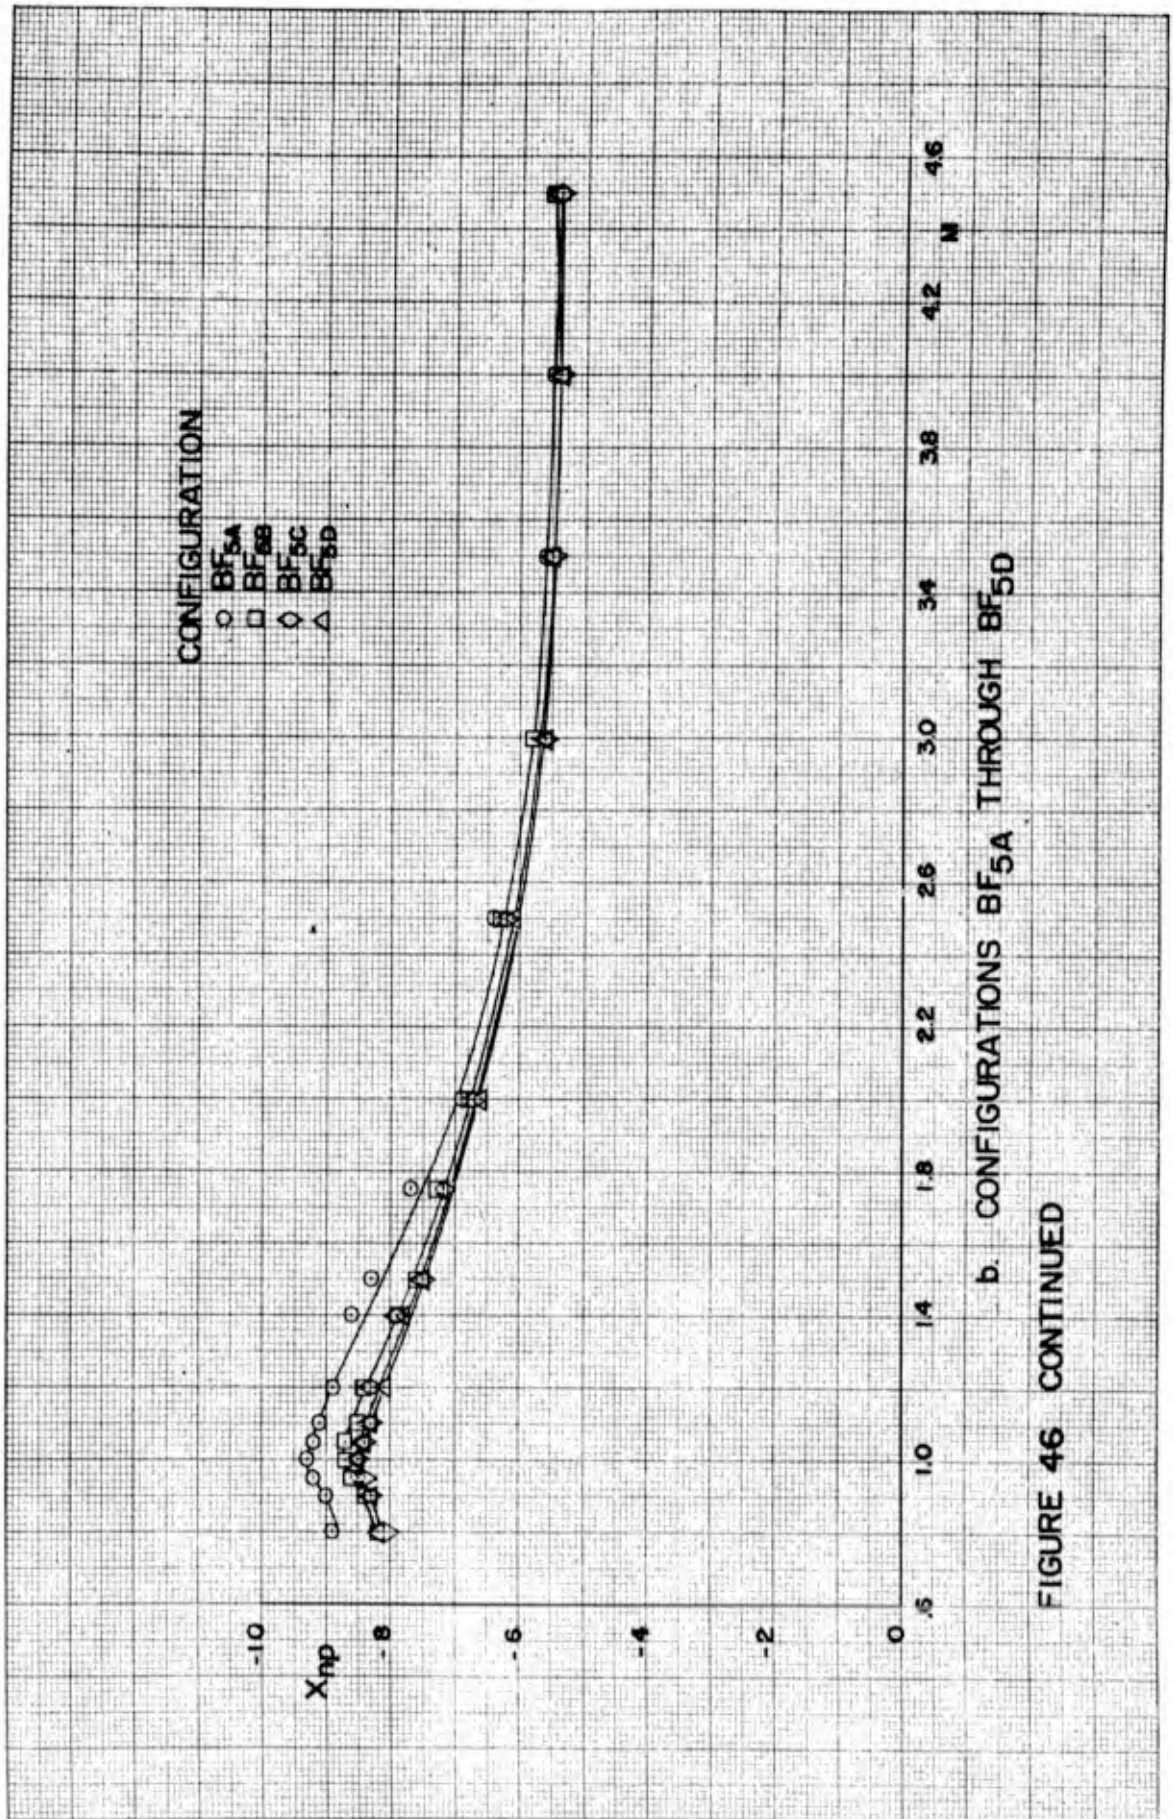 CONFIGURATION
○ BF5A
□ BF5B
◇ BF5C
△ BF5D
-10
Xnp
-8
-6
-4
-2
0
.6 1.0 1.4 1.8 2.2 2.6 3.0 3.4 3.8 4.2 M 4.6
b. CONFIGURATIONS BF5A THROUGH BF5D
FIGURE 46 CONTINUED